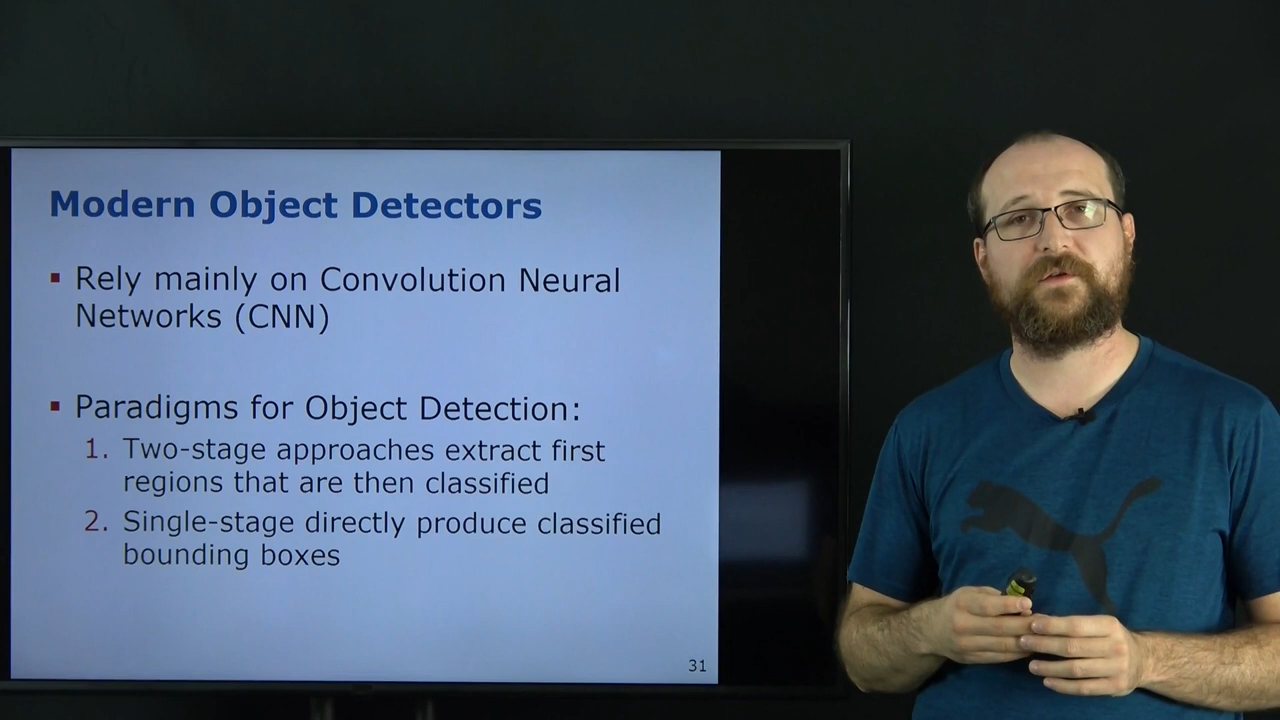 Modern Object Detectors
▪ Rely mainly on Convolution Neural
Networks (CNN)
▪ Paradigms for Object Detection:
1. Two-stage approaches extract first
regions that are then classified
2. Single-stage directly produce classified
bounding boxes
31